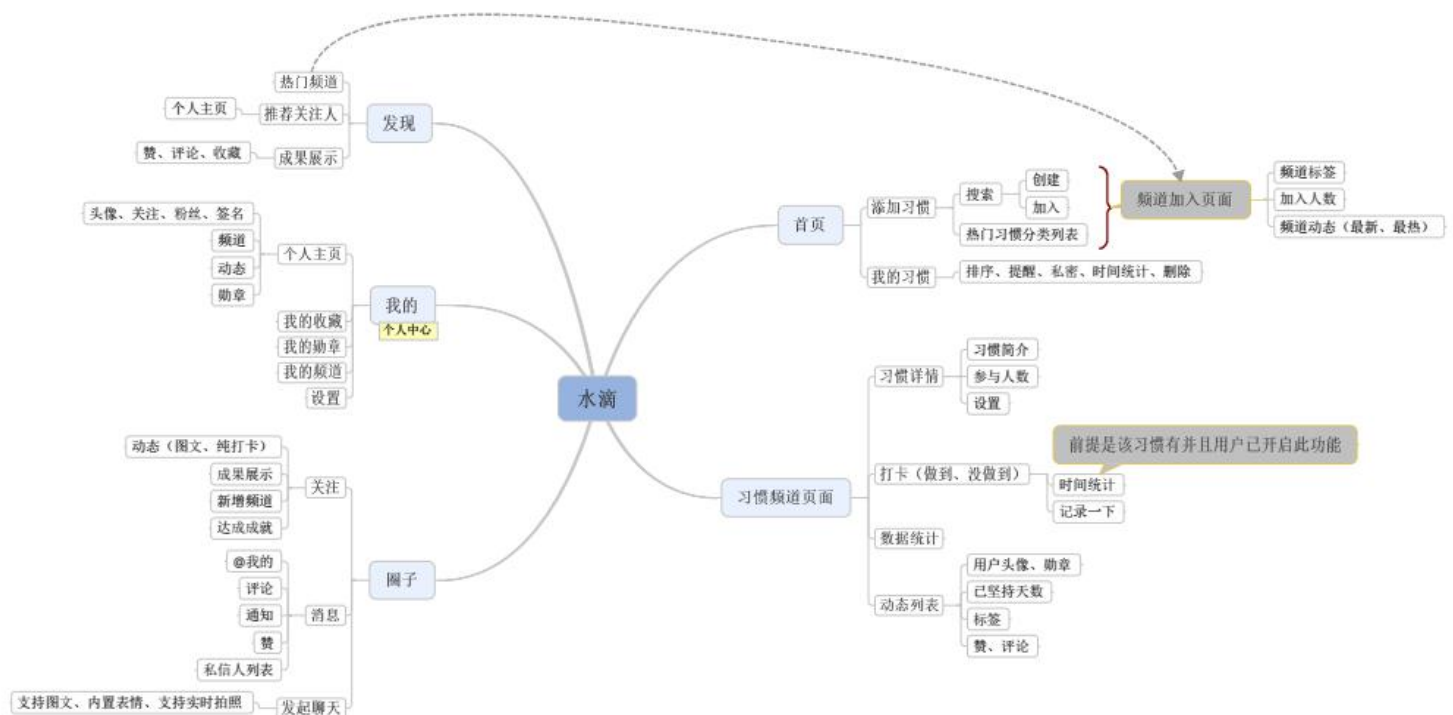 水滴
首页
添加习惯
搜索
创建
加入
热门习惯分类列表
频道加入页面
频道标签
加入人数
频道动态（最新、最热）
我的习惯
排序、提醒、私密、时间统计、删除
习惯频道页面
习惯详情
习惯简介
参与人数
设置
打卡（做到、没做到）
前提是该习惯有并且用户已开启此功能
时间统计
记录一下
数据统计
动态列表
用户头像、勋章
已坚持天数
标签
赞、评论
发现
热门频道
推荐关注人
个人主页
成果展示
赞、评论、收藏
我的
个人中心
个人主页
头像、关注、粉丝、签名
频道
动态
勋章
我的收藏
我的勋章
我的频道
设置
圈子
关注
动态（图文、纯打卡）
成果展示
新增频道
达成成就
消息
@我的
评论
通知
赞
私信人列表
发起聊天
支持图文、内置表情、支持实时拍照